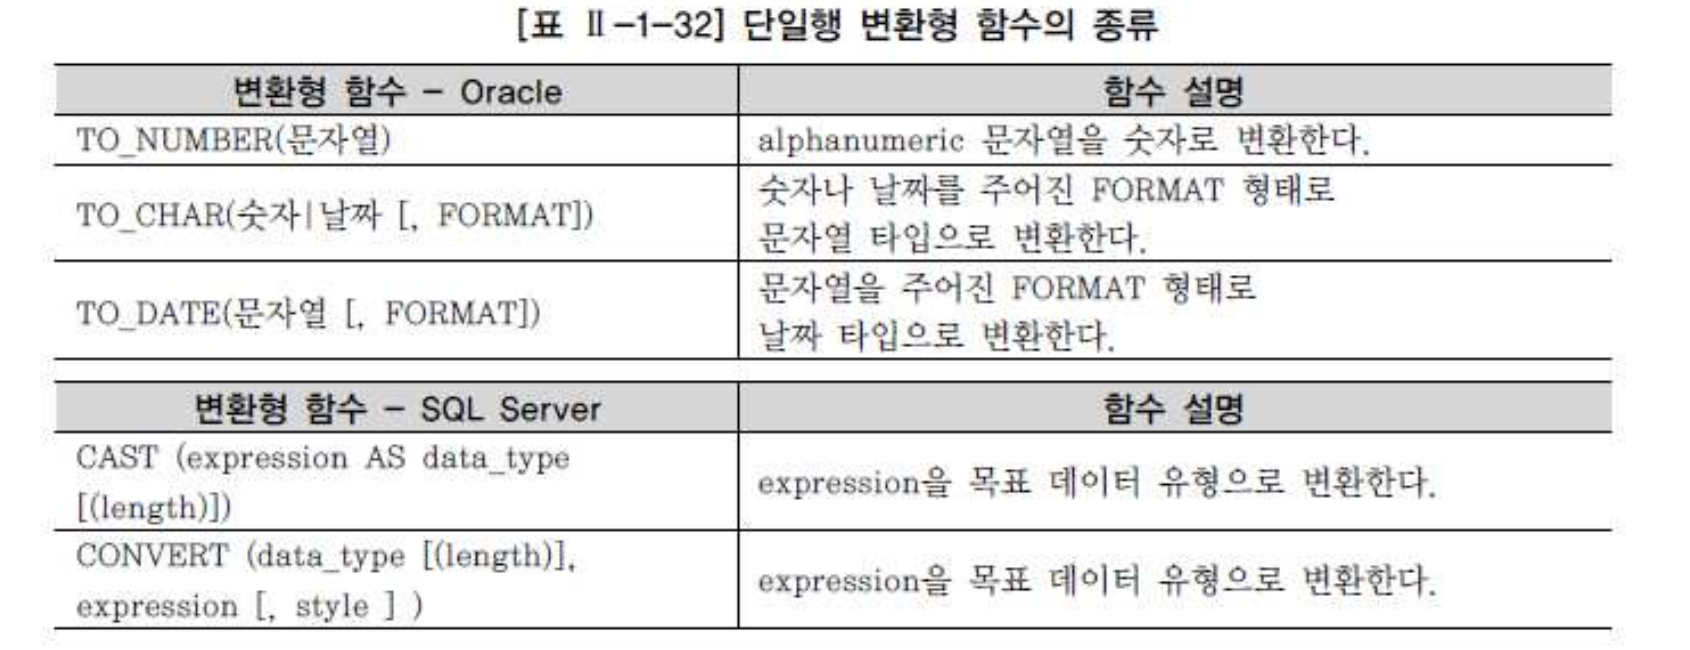 [표 Ⅱ-1-32] 단일행 변환형 함수의 종류
변환형 함수 - Oracle 함수 설명
TO_NUMBER(문자열) alphanumeric 문자열을 숫자로 변환한다.
TO_CHAR(숫자|날짜 [, FORMAT]) 숫자나 날짜를 주어진 FORMAT 형태로
문자열 타입으로 변환한다.
TO_DATE(문자열 [, FORMAT]) 문자열을 주어진 FORMAT 형태로
날짜 타입으로 변환한다.
변환형 함수 - SQL Server 함수 설명
CAST (expression AS data_type
[(length)]) expression을 목표 데이터 유형으로 변환한다.
CONVERT (data_type [(length)],
expression [, style ] ) expression을 목표 데이터 유형으로 변환한다.